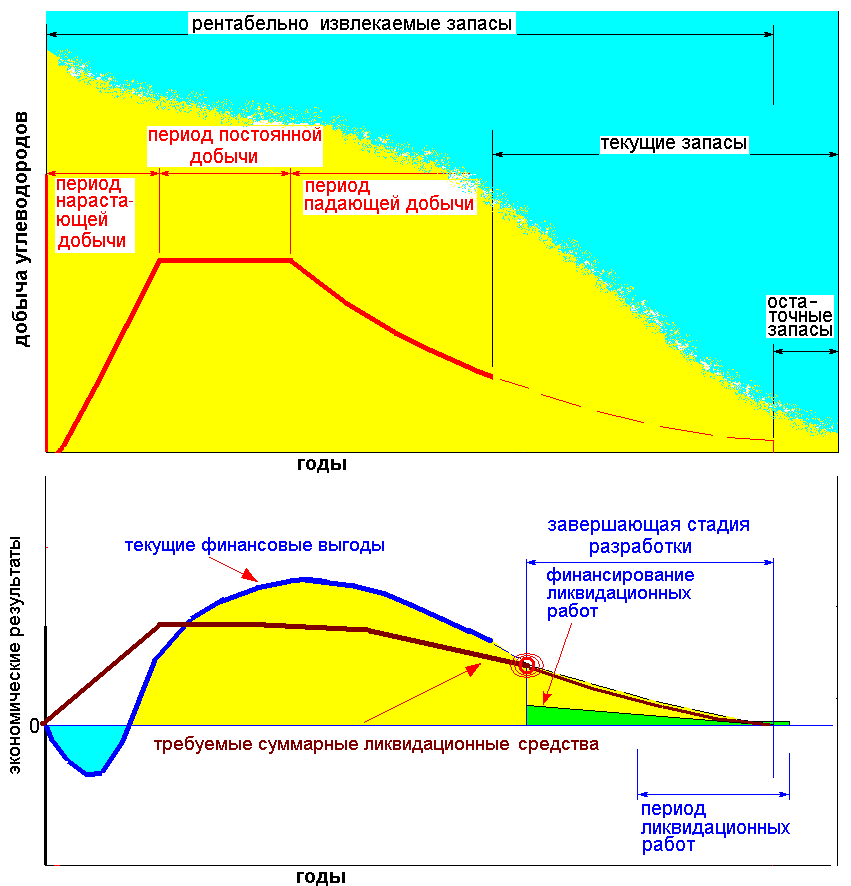 рентабельно извлекаемые запасы
добыча углеводородов
период постоянной
добычи
текущие запасы
период
нараста-
ющей
добычи
период
падающей добычи
оста-
точные
запасы
годы
экономические результаты
текущие финансовые выгоды
завершающая стадия
разработки
финансирование
ликвидационных
работ
0
требуемые суммарные ликвидационные средства
период
ликвидационных
работ
годы